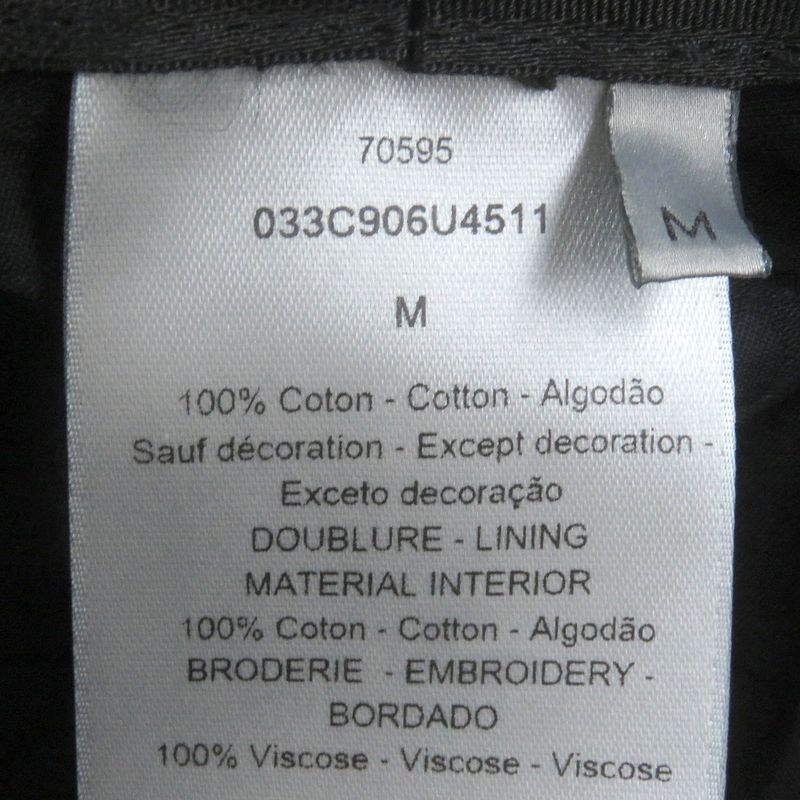 70595
033C906U4511
M
M
100% Coton - Cotton - Algodão
Sauf décoration - Except decoration -
Exceto decoração
DOUBLURE - LINING
MATERIAL INTERIOR
100% Coton - Cotton - Algodão
BRODERIE - EMBROIDERY -
BORDADO
100% Viscose - Viscose - Viscose